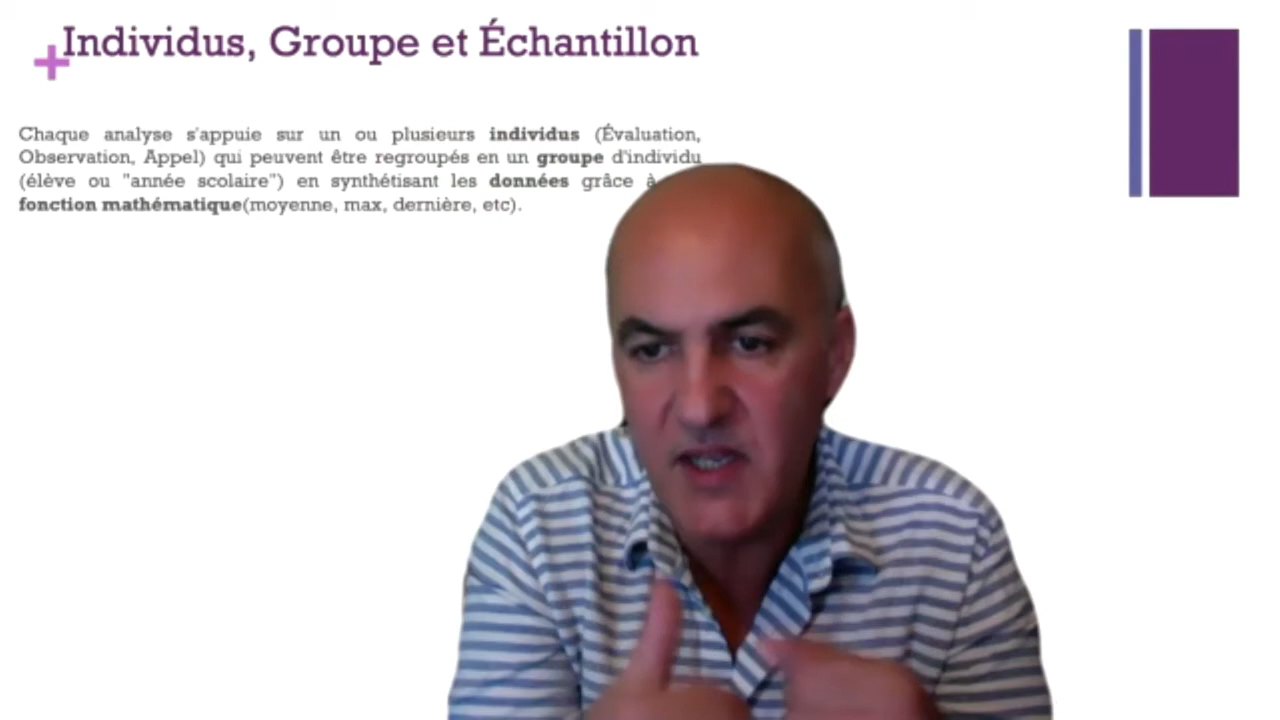 Individus, Groupe et Échantillon
Chaque analyse s'appuie sur un ou plusieurs individus (Évaluation,
Observation, Appel) qui peuvent être regroupés en un groupe d'individu
(élève ou "année scolaire") en synthétisant les données grâce à
fonction mathématique(moyenne, max, dernière, etc).